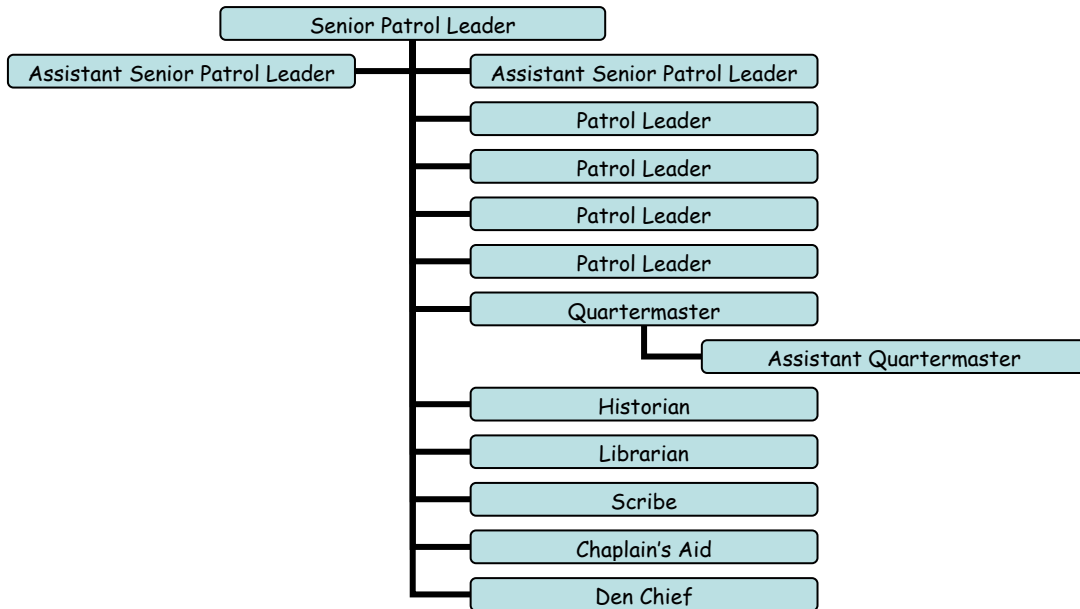 Senior Patrol Leader
Assistant Senior Patrol Leader
Assistant Senior Patrol Leader
Patrol Leader
Patrol Leader
Patrol Leader
Patrol Leader
Quartermaster
Assistant Quartermaster
Historian
Librarian
Scribe
Chaplain's Aid
Den Chief